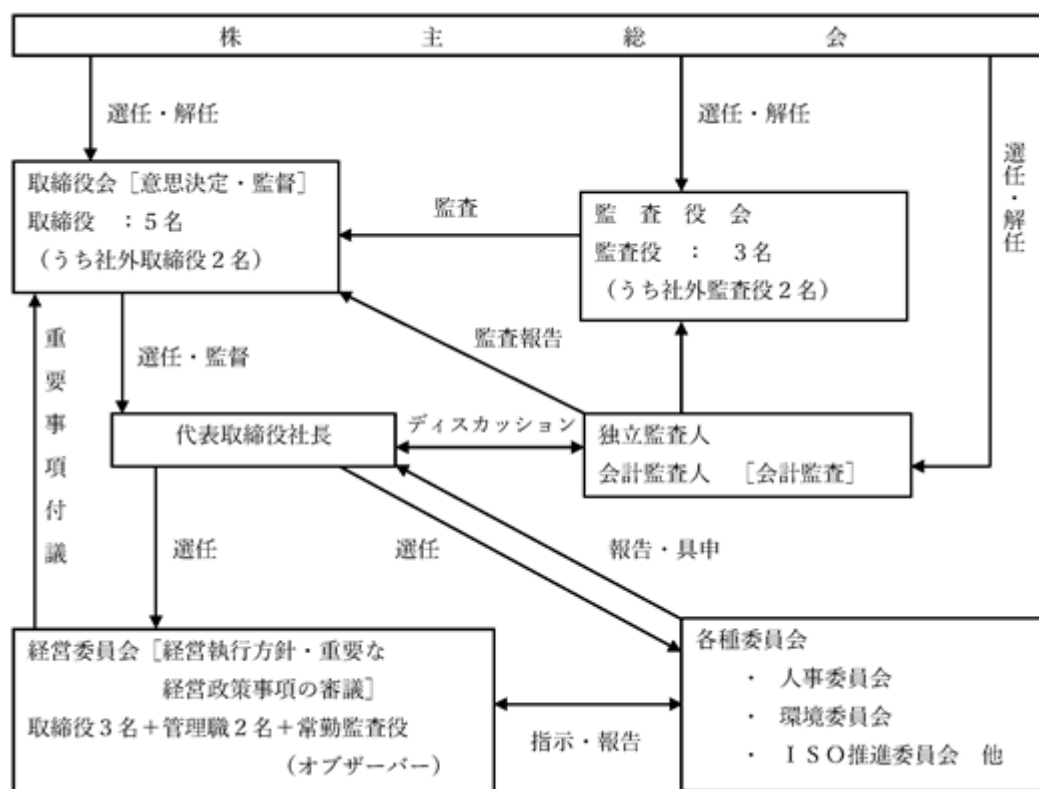 株主総会
選任・解任
選任・解任
選任・解任
取締役会［意思決定・監督］
取締役　：５名
（うち社外取締役２名）
監査
監　査　役　会
監査役　：　３名
（うち社外監査役２名）
重要事項付議
選任・監督
監査報告
代表取締役社長
ディスカッション
独立監査人
会計監査人　［会計監査］
選任
選任
報告・具申
経営委員会［経営執行方針・重要な
経営政策事項の審議］
取締役３名＋管理職２名＋常勤監査役
（オブザーバー）
指示・報告
各種委員会
・　人事委員会
・　環境委員会
・　ＩＳＯ推進委員会　他